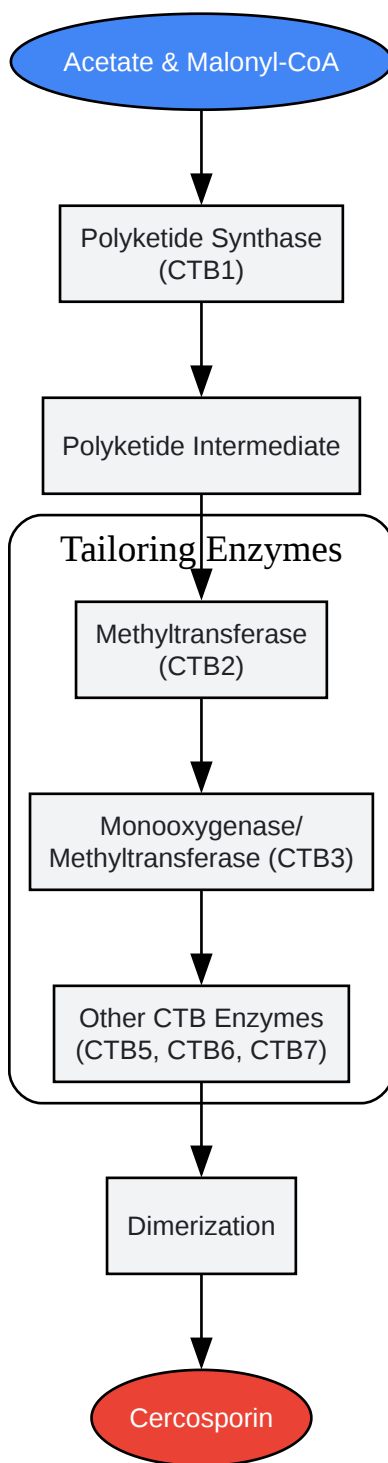 Acetate & Malonyl-CoA
Polyketide Synthase
(CTB1)
Polyketide Intermediate
Tailoring Enzymes
Methyltransferase
(CTB2)
Monooxygenase/
Methyltransferase (CTB3)
Other CTB Enzymes
(CTB5, CTB6, CTB7)
Dimerization
Cercosporin